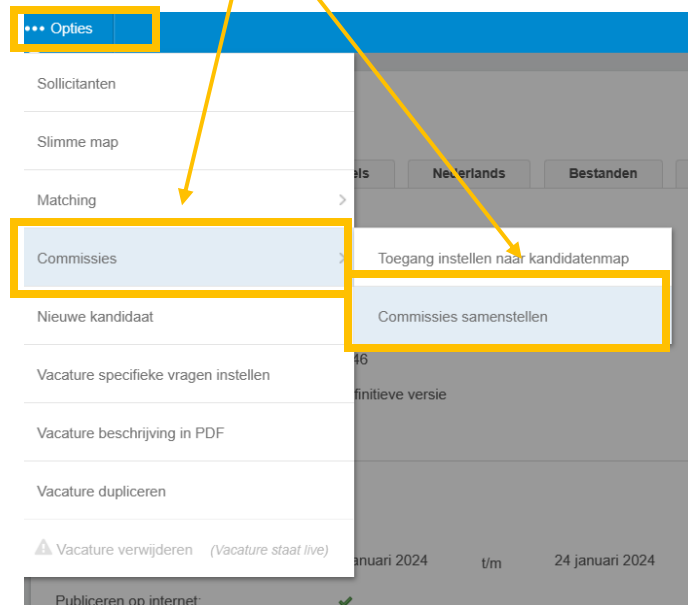 ••• Opties
Sollicitanten
Slimme map
Matching
els Nederlands Bestanden
Commissies
Toegang instellen naar kandidatenmap
Commissies samenstellen
Nieuwe kandidaat
46
Vacature specifieke vragen instellen
finitieve versie
Vacature beschrijving in PDF
Vacature dupliceren
Vacature verwijderen (Vacature staat live)
anuari 2024 t/m 24 januari 2024
Publiceren op internet: